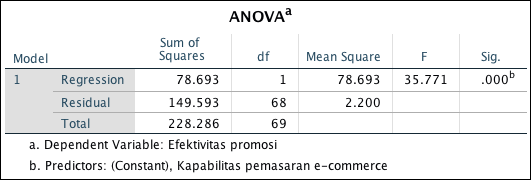 ANOVAa
Model Sum of Squares df Mean Square F Sig.
1 Regression 78.693 1 78.693 35.771 .000b
Residual 149.593 68 2.200
Total 228.286 69
a. Dependent Variable: Efektivitas promosi
b. Predictors: (Constant), Kapabilitas pemasaran e-commerce